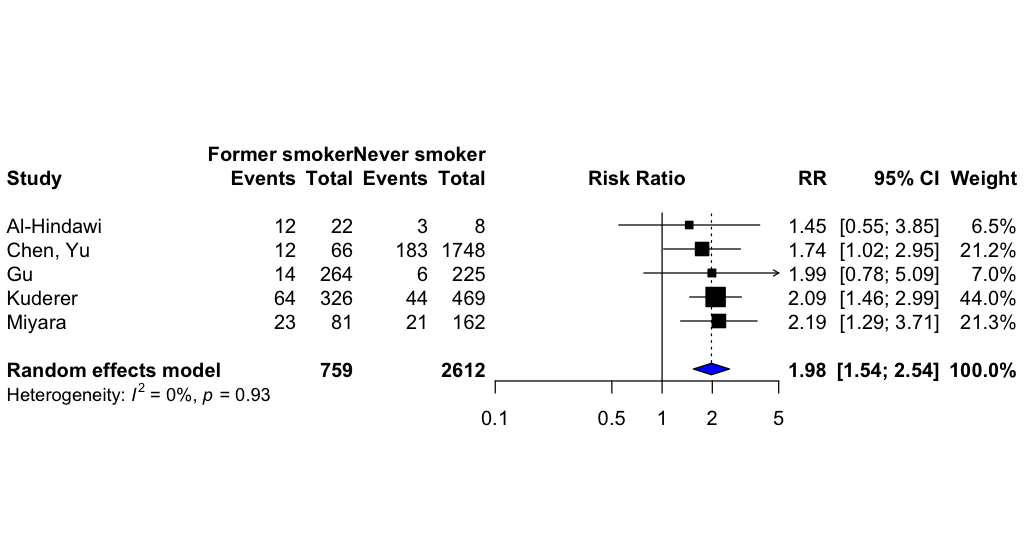 Former smokerNever smoker
Study Events Total Events Total Risk Ratio RR 95% CI Weight
Al-Hindawi 12 22 3 8 1.45 [0.55; 3.85] 6.5%
Chen, Yu 12 66 183 1748 1.74 [1.02; 2.95] 21.2%
Gu 14 264 6 225 1.99 [0.78; 5.09] 7.0%
Kuderer 64 326 44 469 2.09 [1.46; 2.99] 44.0%
Miyara 23 81 21 162 2.19 [1.29; 3.71] 21.3%
Random effects model 759 2612 1.98 [1.54; 2.54] 100.0%
Heterogeneity: I² = 0%, p = 0.93
0.1 0.5 1 2 5